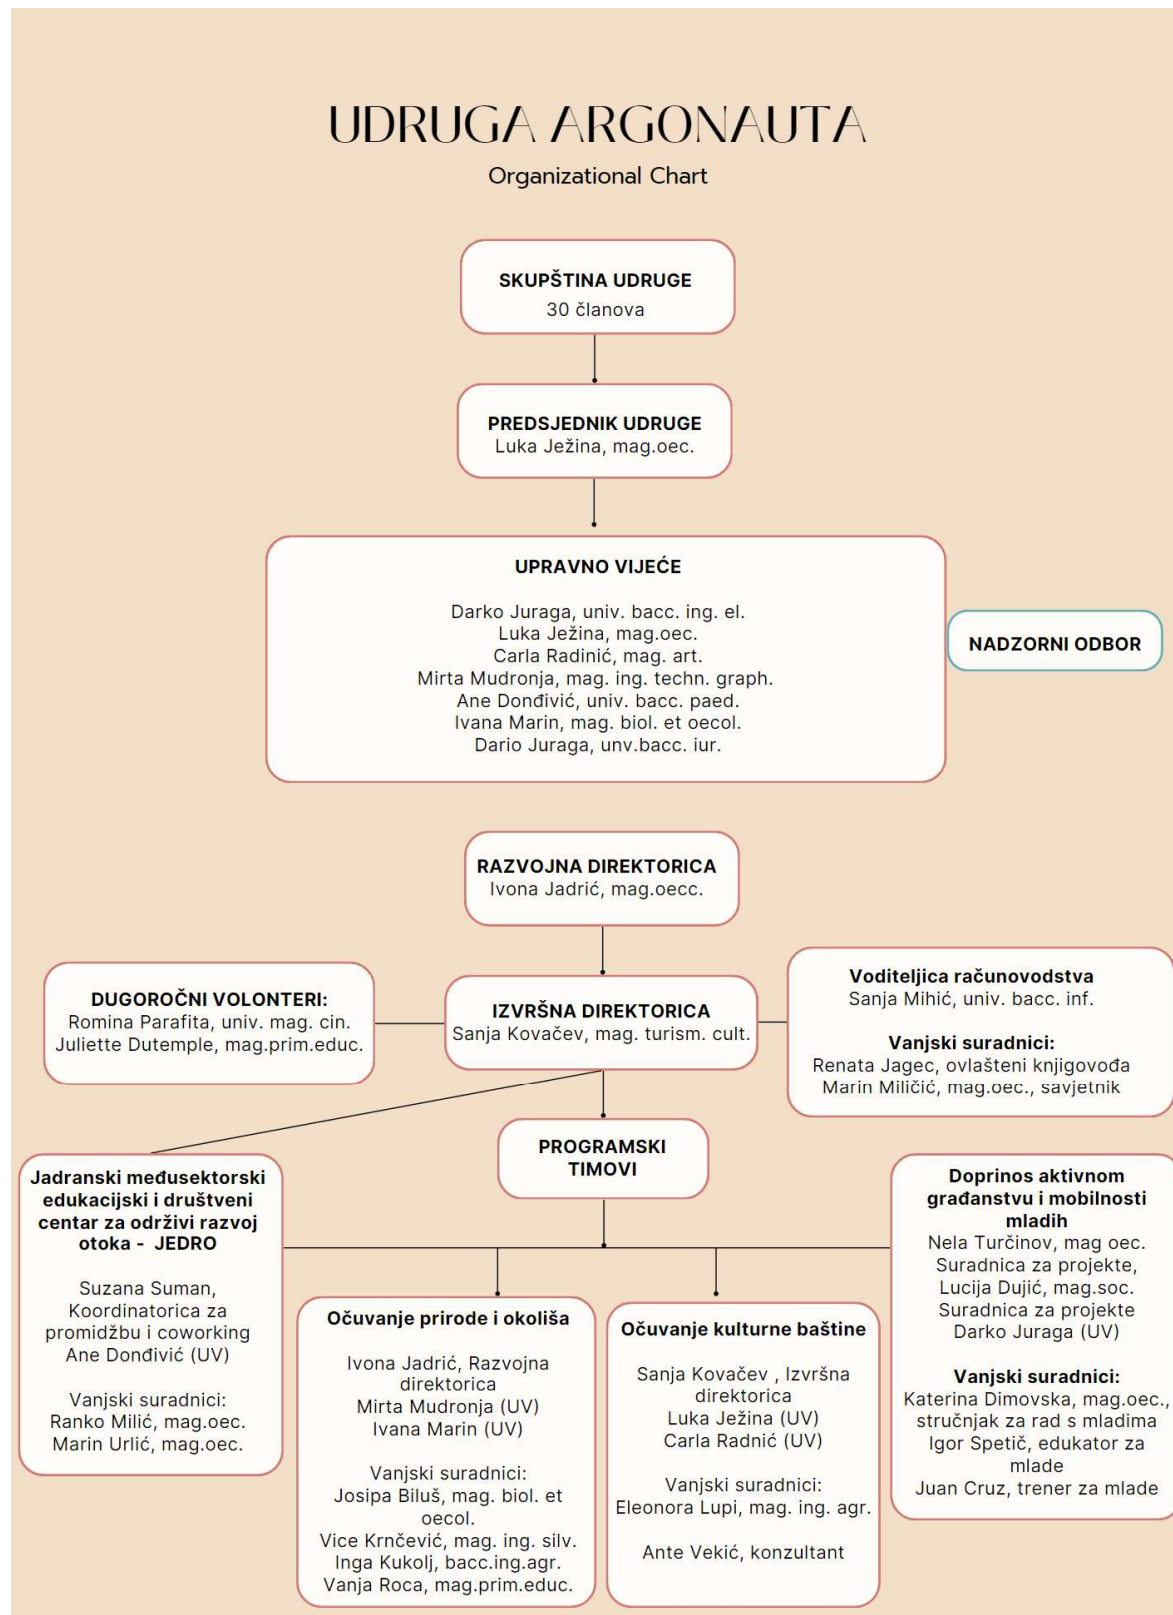 UDRUGA ARGONAUTA
Organizational Chart
SKUPŠTINA UDRUGE
30 članova
PREDSJEDNIK UDRUGE
Luka Ježina, mag.oec.
UPRAVNO VIJEĆE
Darko Juraga, univ. bacc. ing. el.
Luka Ježina, mag.oec.
Carla Radinić, mag. art.
Mirta Mudronja, mag. ing. techn. graph.
Ane Donđivić, univ. bacc. paed.
Ivana Marin, mag. biol. et oecol.
Dario Juraga, unv.bacc. iur.
NADZORNI ODBOR
RAZVOJNA DIREKTORICA
Ivona Jadrić, mag.oecc.
DUGOROČNI VOLONTERI:
Romina Parafita, univ. mag. cin.
Juliette Dutemple, mag.prim.educ.
IZVRŠNA DIREKTORICA
Sanja Kovačev, mag. turism. cult.
Voditeljica računovodstva
Sanja Mihić, univ. bacc. inf.
Vanjski suradnici:
Renata Jagec, ovlašteni knjigovođa
Marin Miličić, mag.oec., savjetnik
PROGRAMSKI
TIMOVI
Jadranski međusektorski
edukacijski i društveni
centar za održivi razvoj
otoka - JEDRO
Suzana Suman,
Koordinatorica za
promidžbu i coworking
Ane Donđivić (UV)
Vanjski suradnici:
Ranko Milić, mag.oec.
Marin Urlić, mag.oec.
Očuvanje prirode i okoliša
Ivona Jadrić, Razvojna
direktorica
Mirta Mudronja (UV)
Ivana Marin (UV)
Vanjski suradnici:
Josipa Biluš, mag. biol. et
oecol.
Vice Krnčević, mag. ing. silv.
Inga Kukolj, bacc.ing.agr.
Vanja Roca, mag.prim.educ.
Očuvanje kulturne baštine
Sanja Kovačev , Izvršna
direktorica
Luka Ježina (UV)
Carla Radnić (UV)
Vanjski suradnici:
Eleonora Lupi, mag. ing. agr.
Ante Vekić, konzultant
Doprinos aktivnom
građanstvu i mobilnosti
mladih
Nela Turčinov, mag oec.
Suradnica za projekte,
Lucija Dujić, mag.soc.
Suradnica za projekte
Darko Juraga (UV)
Vanjski suradnici:
Katerina Dimovska, mag.oec.,
stručnjak za rad s mladima
Igor Spetič, edukator za
mlade
Juan Cruz, trener za mlade